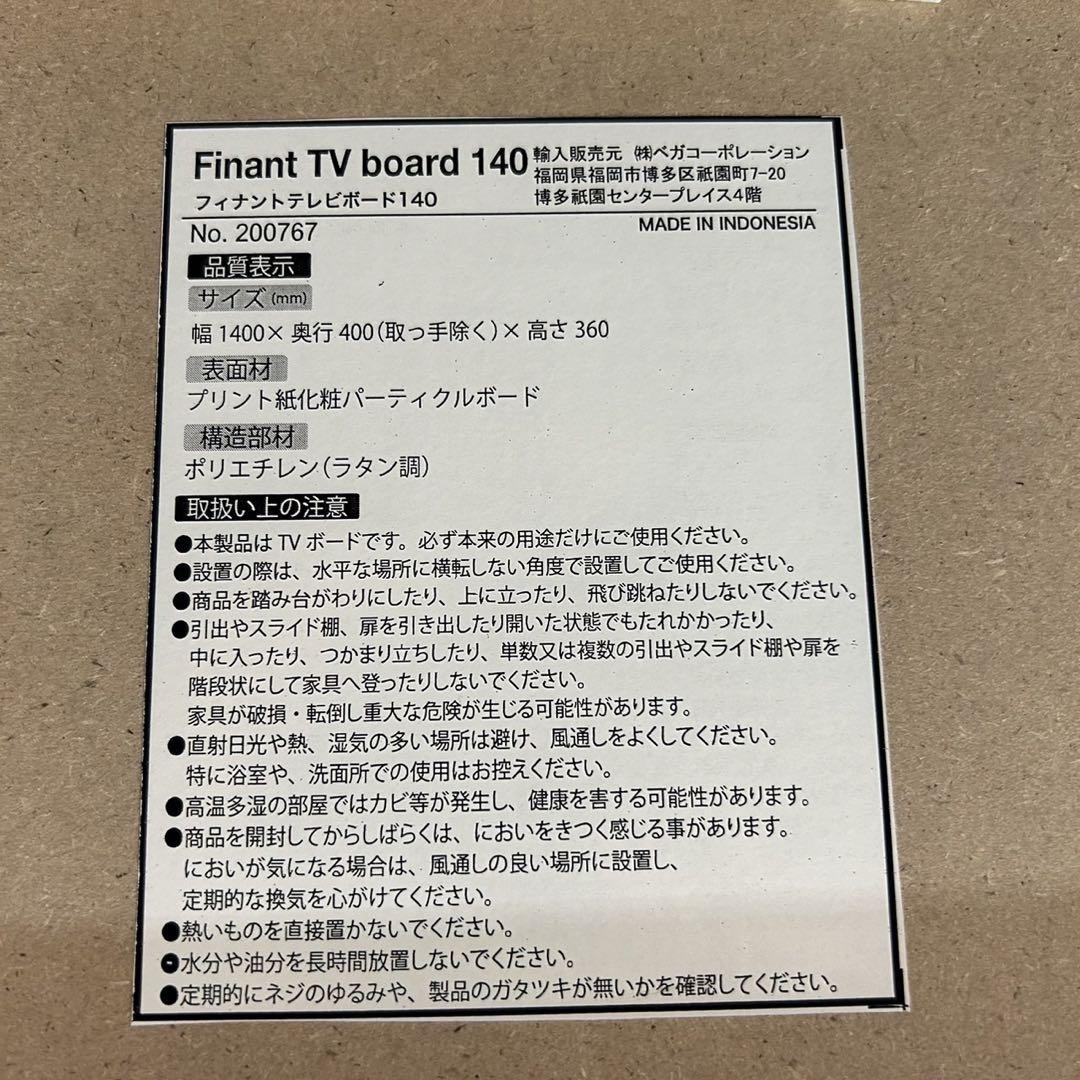 Finant TV board 140
フィナントテレビボード140
輸入販売元 ㈱ベガコーポレーション
福岡県福岡市博多区祇園町7-20
博多祇園センタープレイス4階
No. 200767
MADE IN INDONESIA
品質表示
サイズ(mm)
幅 1400× 奥行 400(取っ手除く)× 高さ 360
表面材
プリント紙化粧パーティクルボード
構造部材
ポリエチレン(ラタン調)
取扱い上の注意
●本製品は TV ボードです。必ず本来の用途だけにご使用ください。
●設置の際は、水平な場所に横転しない角度で設置してご使用ください。
●商品を踏み台がわりにしたり、上に立ったり、飛び跳ねたりしないでください。
●引出やスライド棚、扉を引き出したり開いた状態でもたれかかったり、
中に入ったり、つかまり立ちしたり、単数又は複数の引出やスライド棚や扉を
階段状にして家具へ登ったりしないでください。
家具が破損・転倒し重大な危険が生じる可能性があります。
●直射日光や熱、湿気の多い場所は避け、風通しをよくしてください。
特に浴室や、洗面所での使用はお控えください。
●高温多湿の部屋ではカビ等が発生し、健康を害する可能性があります。
●商品を開封してからしばらくは、においをきつく感じる事があります。
においが気になる場合は、風通しの良い場所に設置し、
定期的な換気を心がけてください。
●熱いものを直接置かないでください。
●水分や油分を長時間放置しないでください。
●定期的にネジのゆるみや、製品のガタツキが無いかを確認してください。